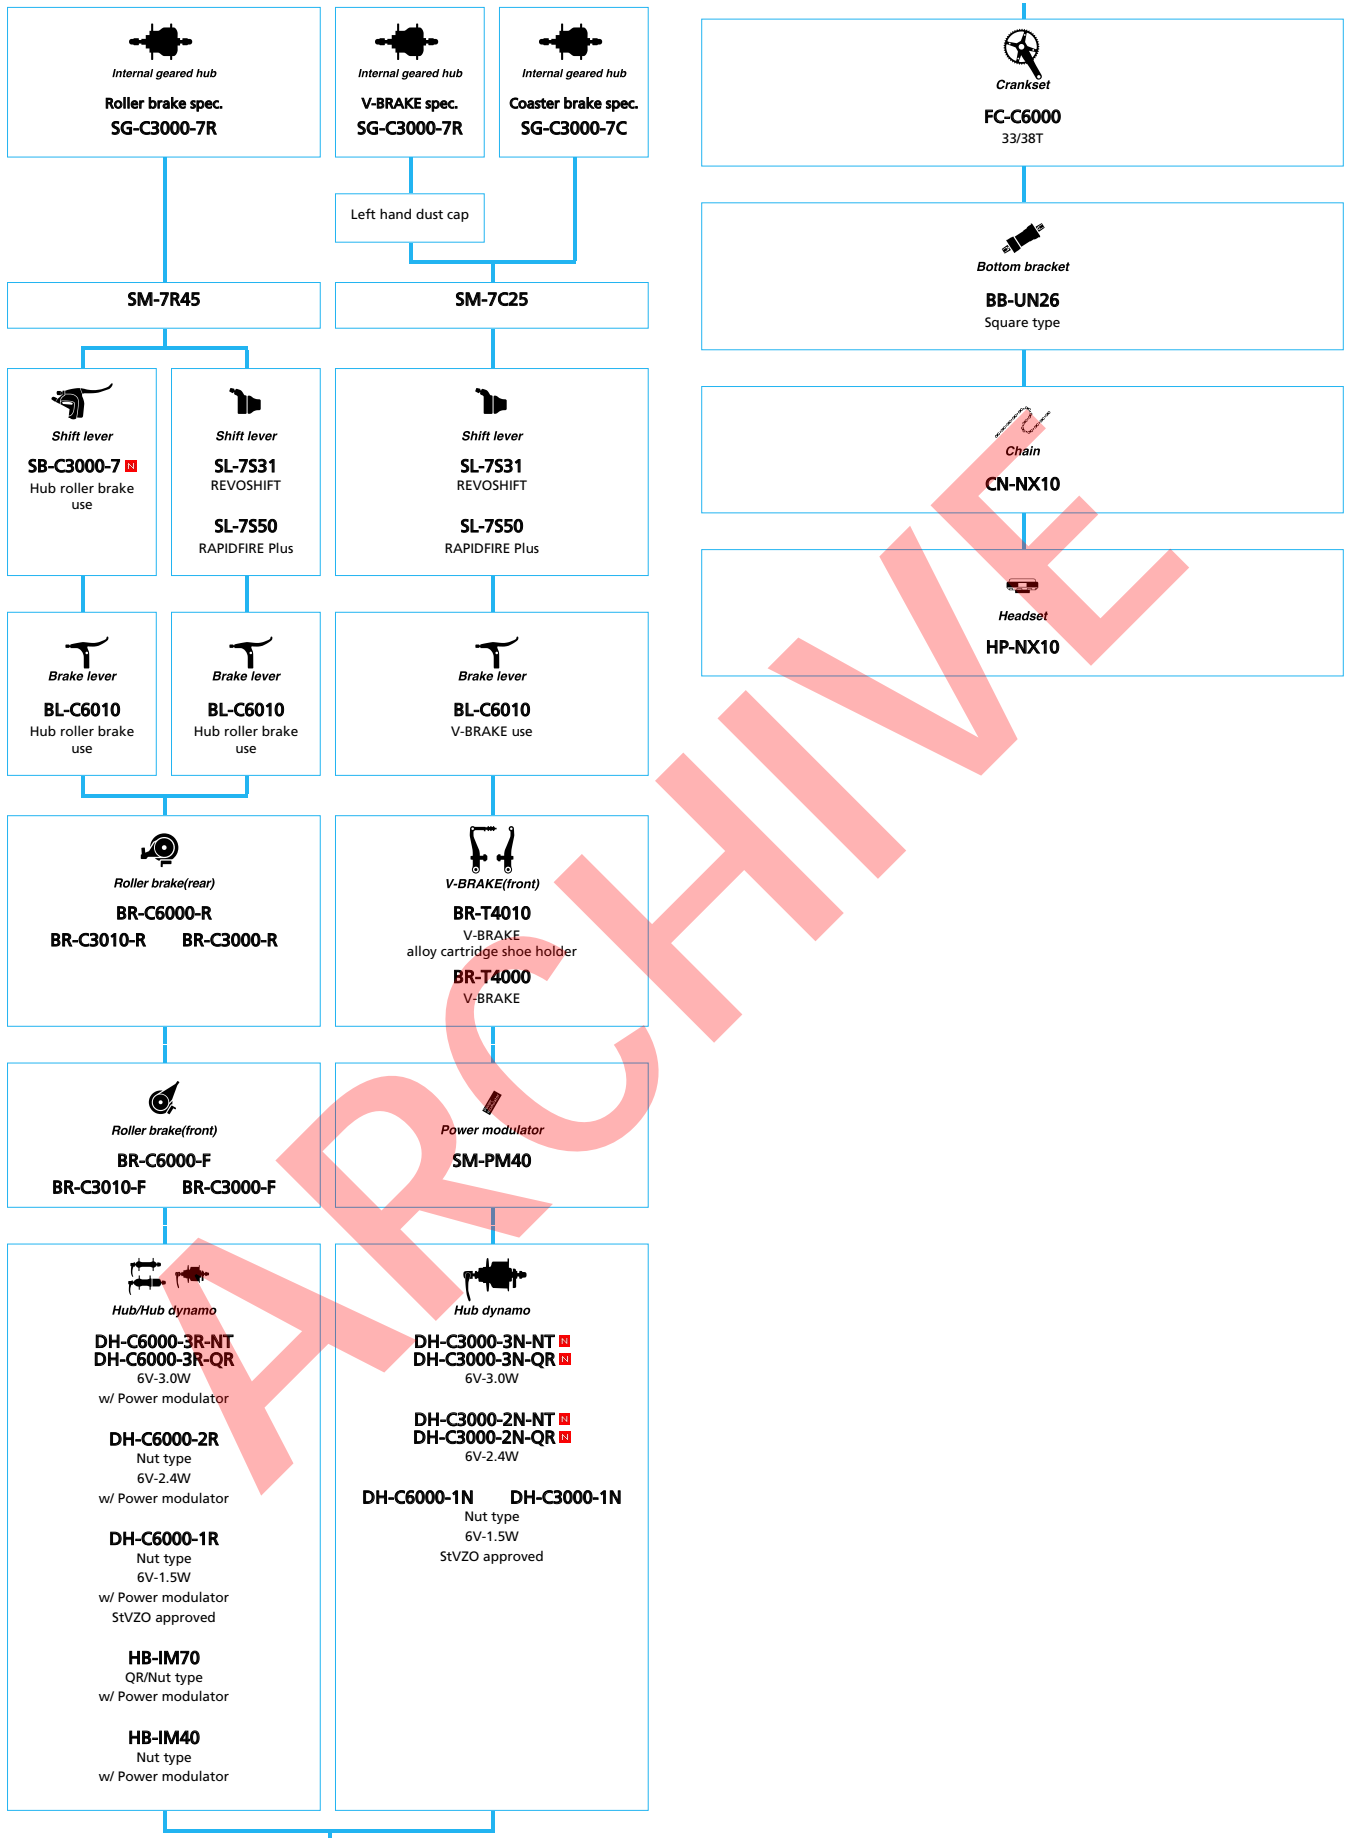 Internal geared hub
Roller brake spec.
SG-C3000-7R
Internal geared hub
V-BRAKE spec.
SG-C3000-7R
Internal geared hub
Coaster brake spec.
SG-C3000-7C
Left hand dust cap
SM-7R45
SM-7C25
Shift lever
SB-C3000-7 N
Hub roller brake
use
Shift lever
SL-7S31
REVOSHIFT
SL-7S50
RAPIDFIRE Plus
Shift lever
SL-7S31
REVOSHIFT
SL-7S50
RAPIDFIRE Plus
Brake lever
BL-C6010
Hub roller brake
use
Brake lever
BL-C6010
Hub roller brake
use
Brake lever
BL-C6010
V-BRAKE use
Roller brake(rear)
BR-C6000-R
BR-C3010-R BR-C3000-R
V-BRAKE(front)
BR-T4010
V-BRAKE
alloy cartridge shoe holder
BR-T4000
V-BRAKE
Roller brake(front)
BR-C6000-F
BR-C3010-F BR-C3000-F
Power modulator
SM-PM40
Hub/Hub dynamo
DH-C6000-3R-NT
DH-C6000-3R-QR
6V-3.0W
w/ Power modulator
DH-C6000-2R
Nut type
6V-2.4W
w/ Power modulator
DH-C6000-1R
Nut type
6V-1.5W
w/ Power modulator
StVZO approved
HB-IM70
QR/Nut type
w/ Power modulator
HB-IM40
Nut type
w/ Power modulator
Hub dynamo
DH-C3000-3N-NT N
DH-C3000-3N-QR N
6V-3.0W
DH-C3000-2N-NT N
DH-C3000-2N-QR N
6V-2.4W
DH-C6000-1N DH-C3000-1N
Nut type
6V-1.5W
StVZO approved
Crankset
FC-C6000
33/38T
Bottom bracket
BB-UN26
Square type
Chain
CN-NX10
Headset
HP-NX10
ARCHIVE